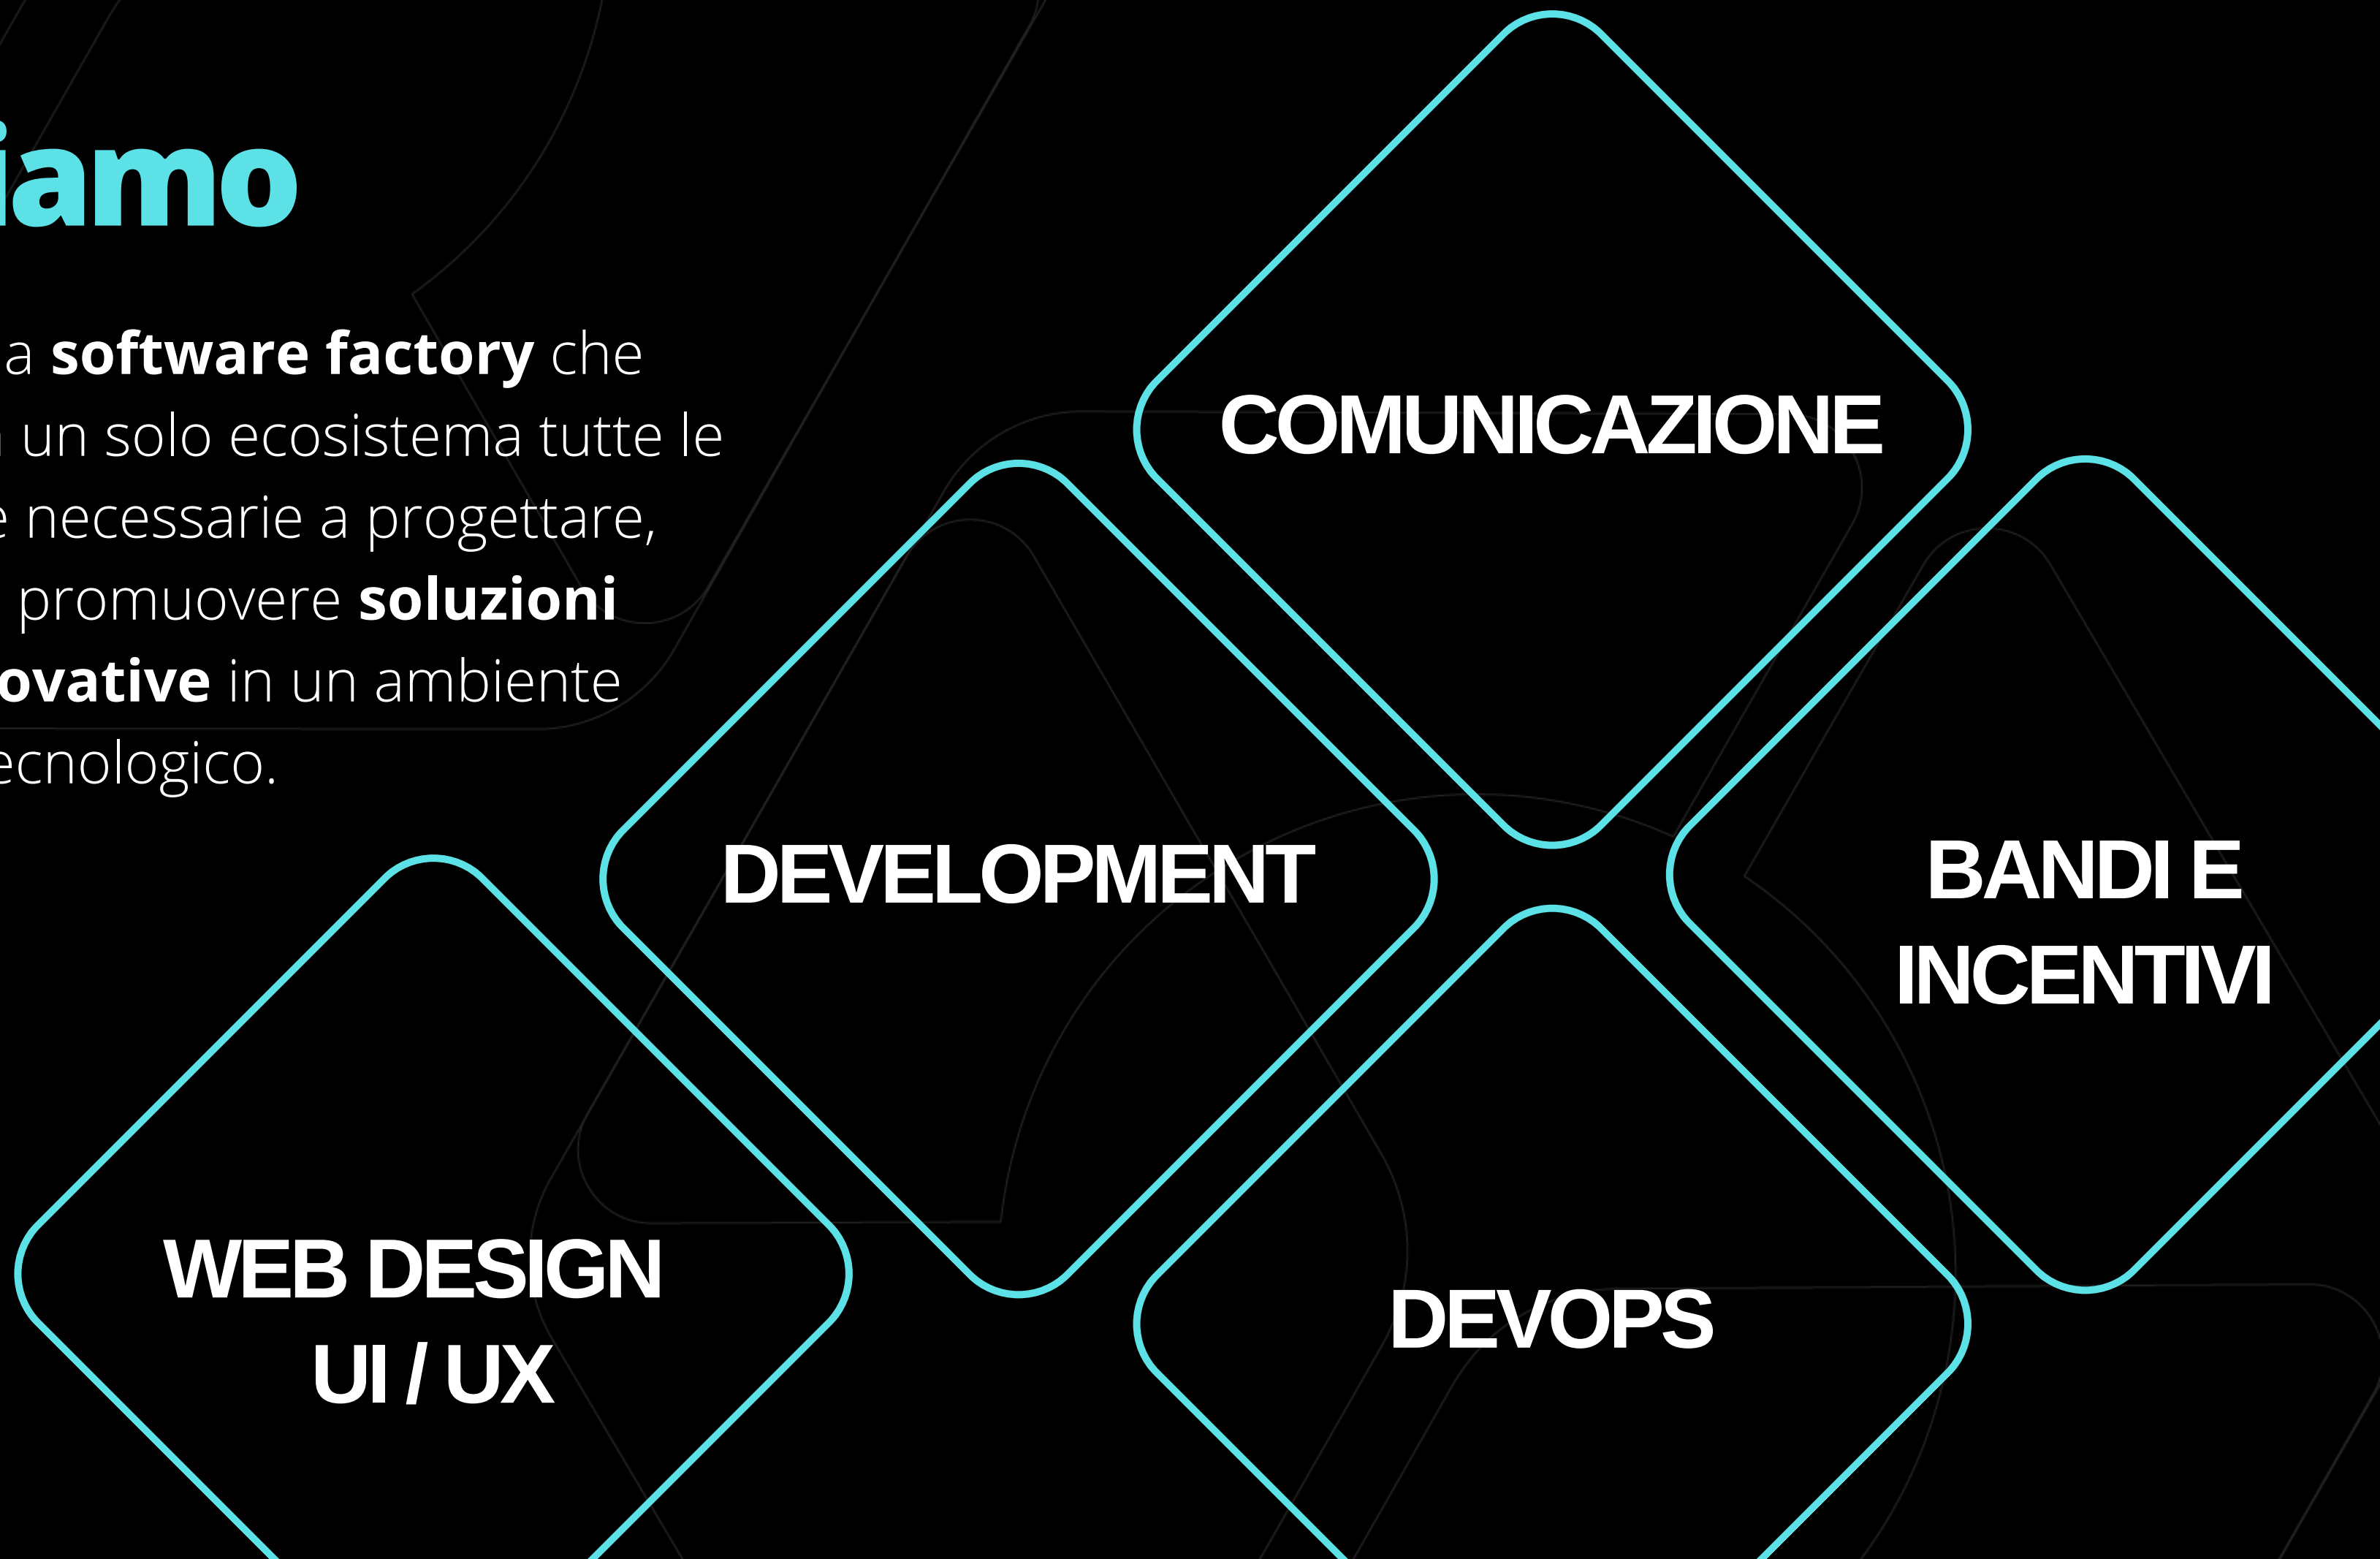 iamo
a software factory che
un solo ecosistema tutte le
e necessarie a progettare,
promuovere soluzioni
ovative in un ambiente
ecnologico.
COMUNICAZIONE
DEVELOPMENT
BANDI E
INCENTIVI
WEB DESIGN
UI / UX
DEVOPS